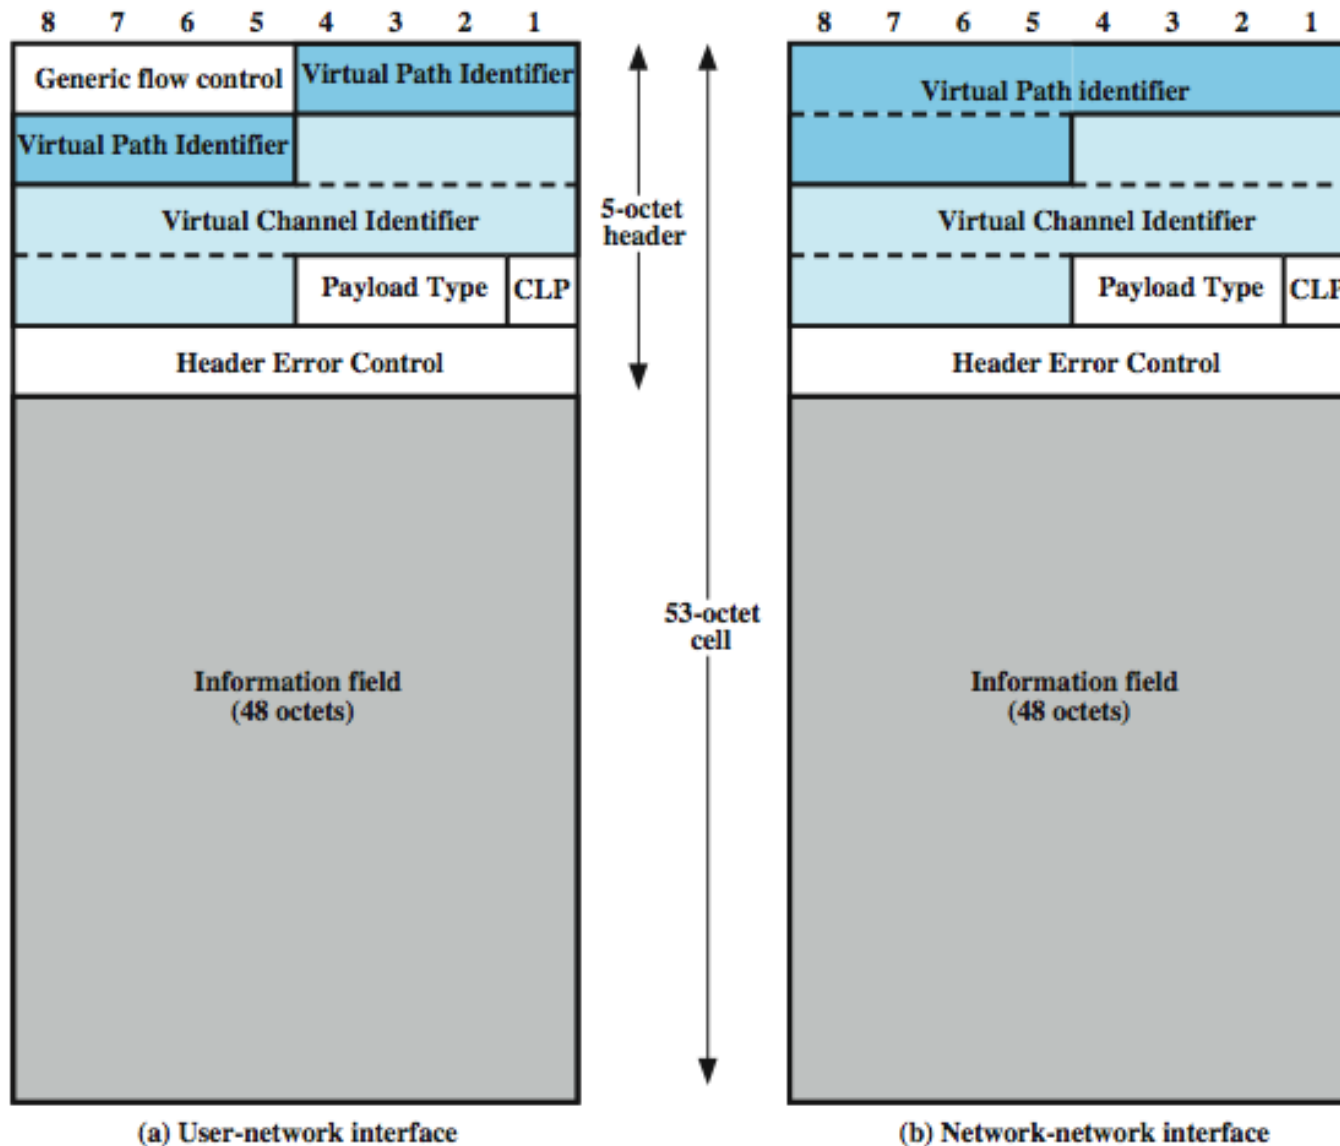 8 7 6 5 4 3 2 1
8 7 6 5 4 3 2 1
Generic flow control
Virtual Path Identifier
Virtual Path Identifier
Virtual Channel Identifier
Payload Type
CLP
Header Error Control
Information field
(48 octets)
(a) User-network interface
5-octet
header
53-octet
cell
Virtual Path identifier
Virtual Channel Identifier
Payload Type
CLP
Header Error Control
Information field
(48 octets)
(b) Network-network interface